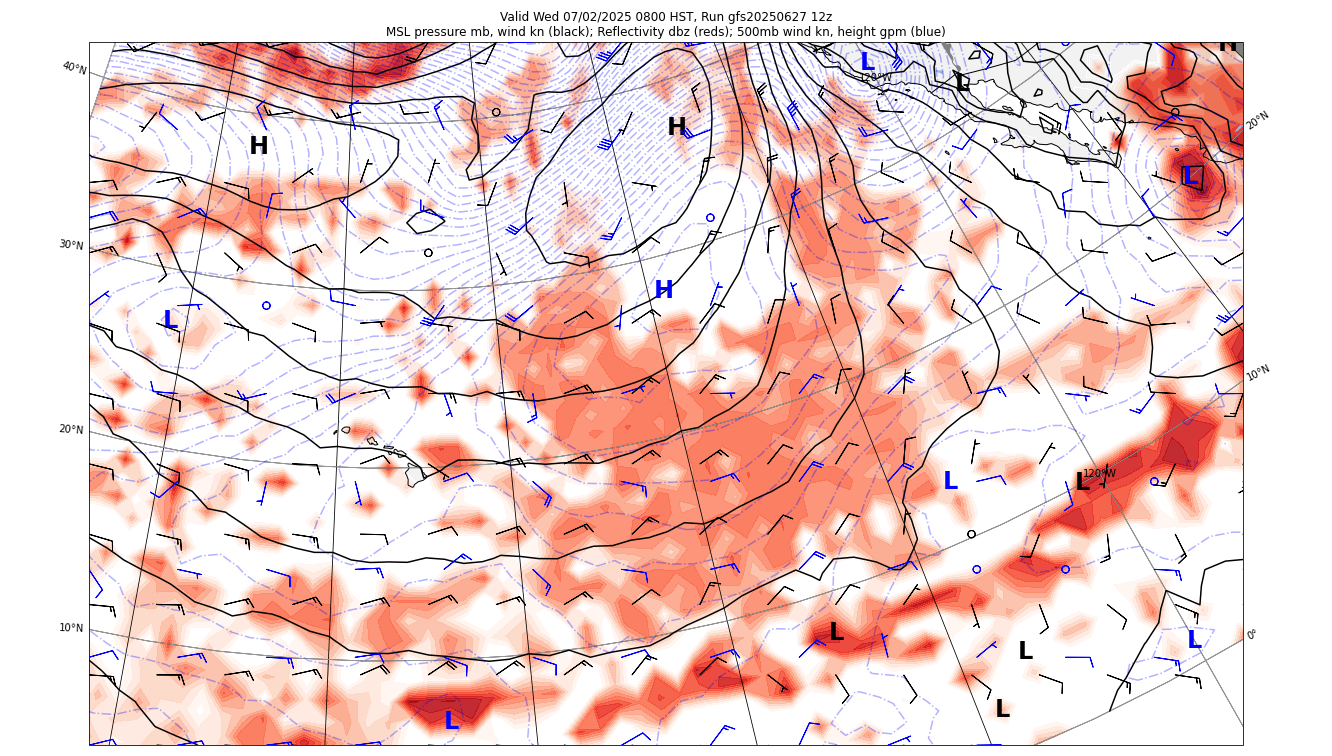 Valid Wed 07/02/2025 0800 HST, Run gfs20250627 12z
MSL pressure mb, wind kn (black); Reflectivity dbz (reds); 500mb wind kn, height gpm (blue)
H
L
40°N
120°W
L
20°N
H
H
L
30°N
H
L
10°N
20°N
L
120°W
L
10°N
L
0°
L
L
L
L